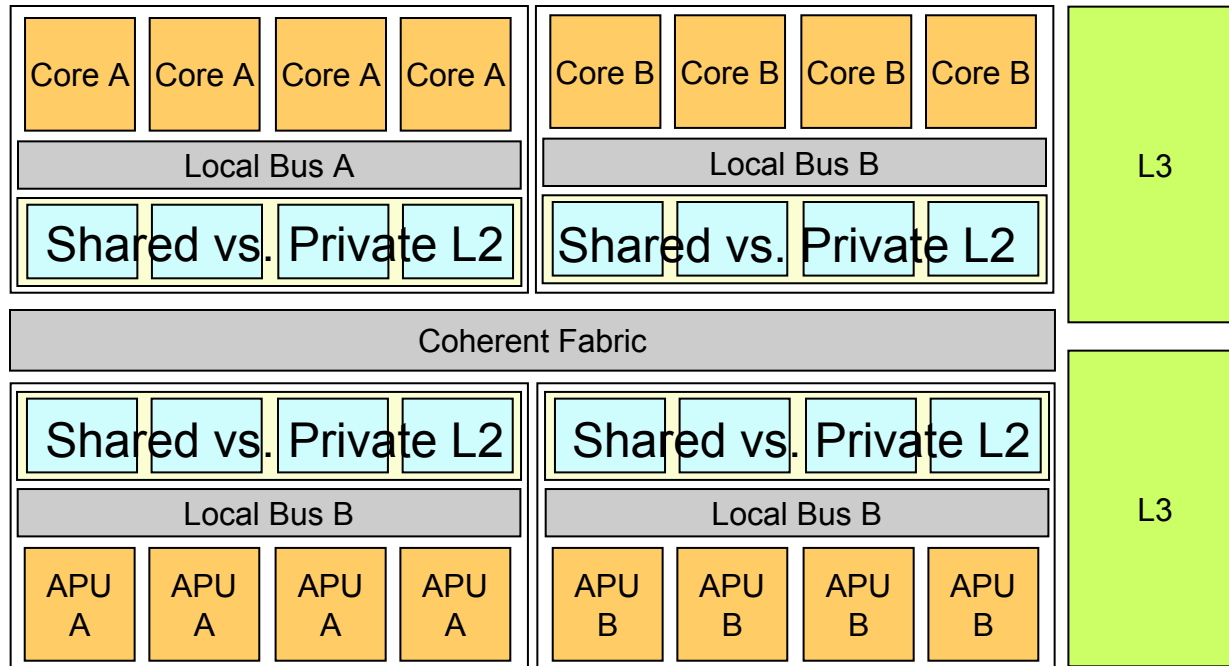 Core A Core A Core A Core A
Core B Core B Core B Core B
L3
Local Bus A
Local Bus B
Shared vs. Private L2
Shared vs. Private L2
Coherent Fabric
Shared vs. Private L2
Shared vs. Private L2
L3
Local Bus B
Local Bus B
APU
A
APU
A
APU
A
APU
A
APU
B
APU
B
APU
B
APU
B